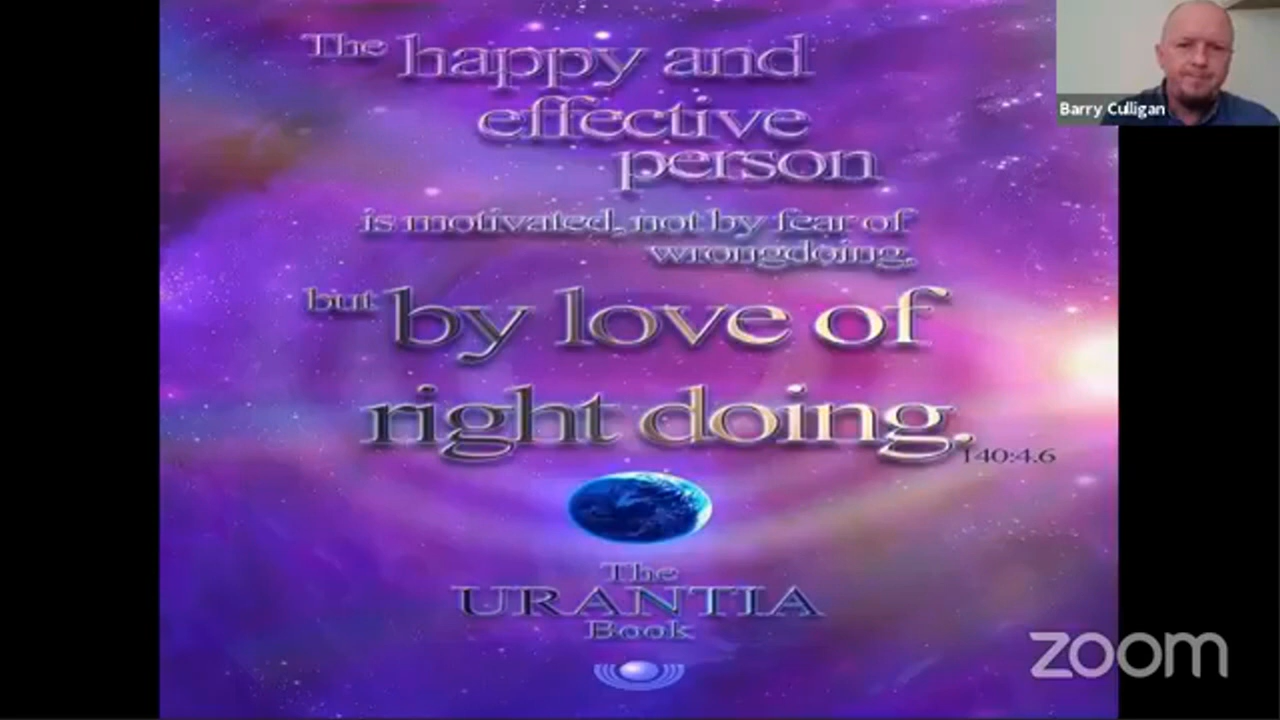 The happy and
effective
person
is motivated, not by fear of
wrongdoing,
but by love of
right doing.
140:4.6
The
URANTIA
Book
Barry Culligan
zoom